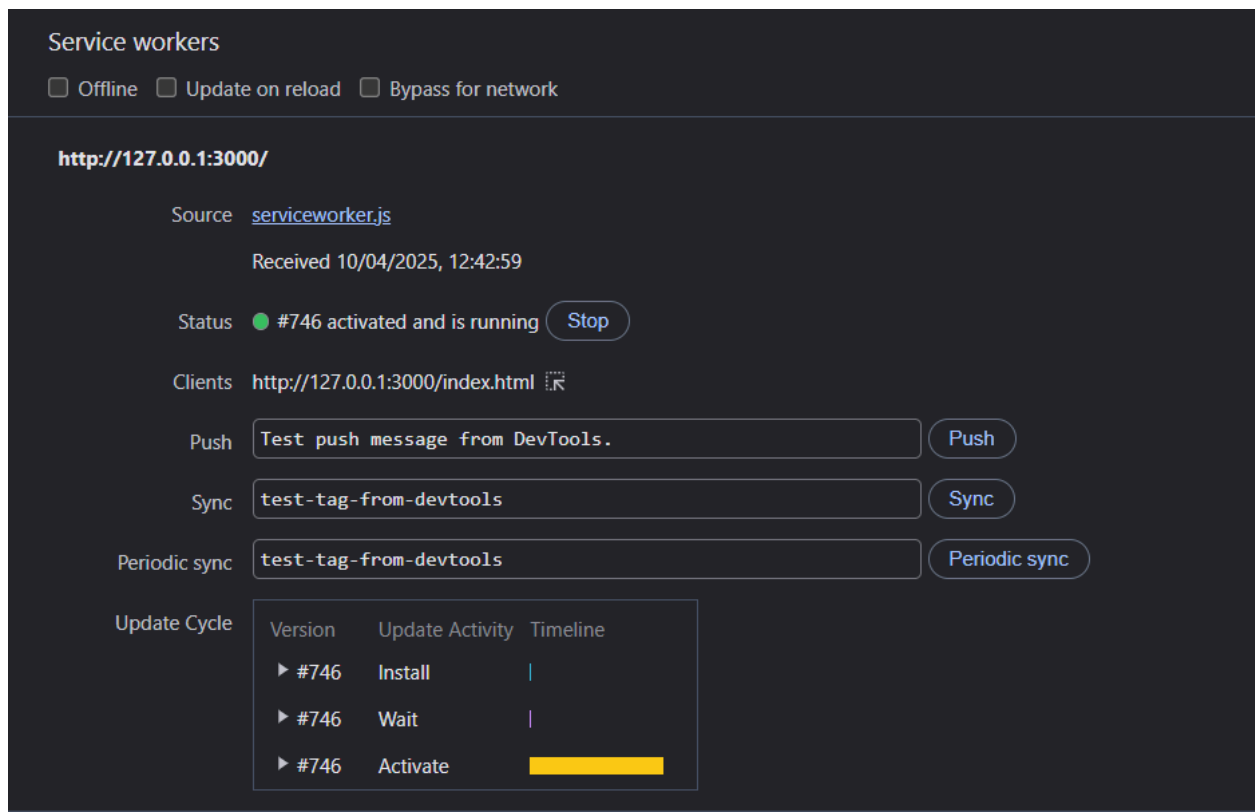 Service workers
Offline Update on reload Bypass for network
http://127.0.0.1:3000/
Source serviceworker.js
Received 10/04/2025, 12:42:59
Status #746 activated and is running Stop
Clients http://127.0.0.1:3000/index.html
Push Test push message from DevTools. Push
Sync test-tag-from-devtools Sync
Periodic sync test-tag-from-devtools Periodic sync
Update Cycle Version Update Activity Timeline
#746 Install
#746 Wait
#746 Activate